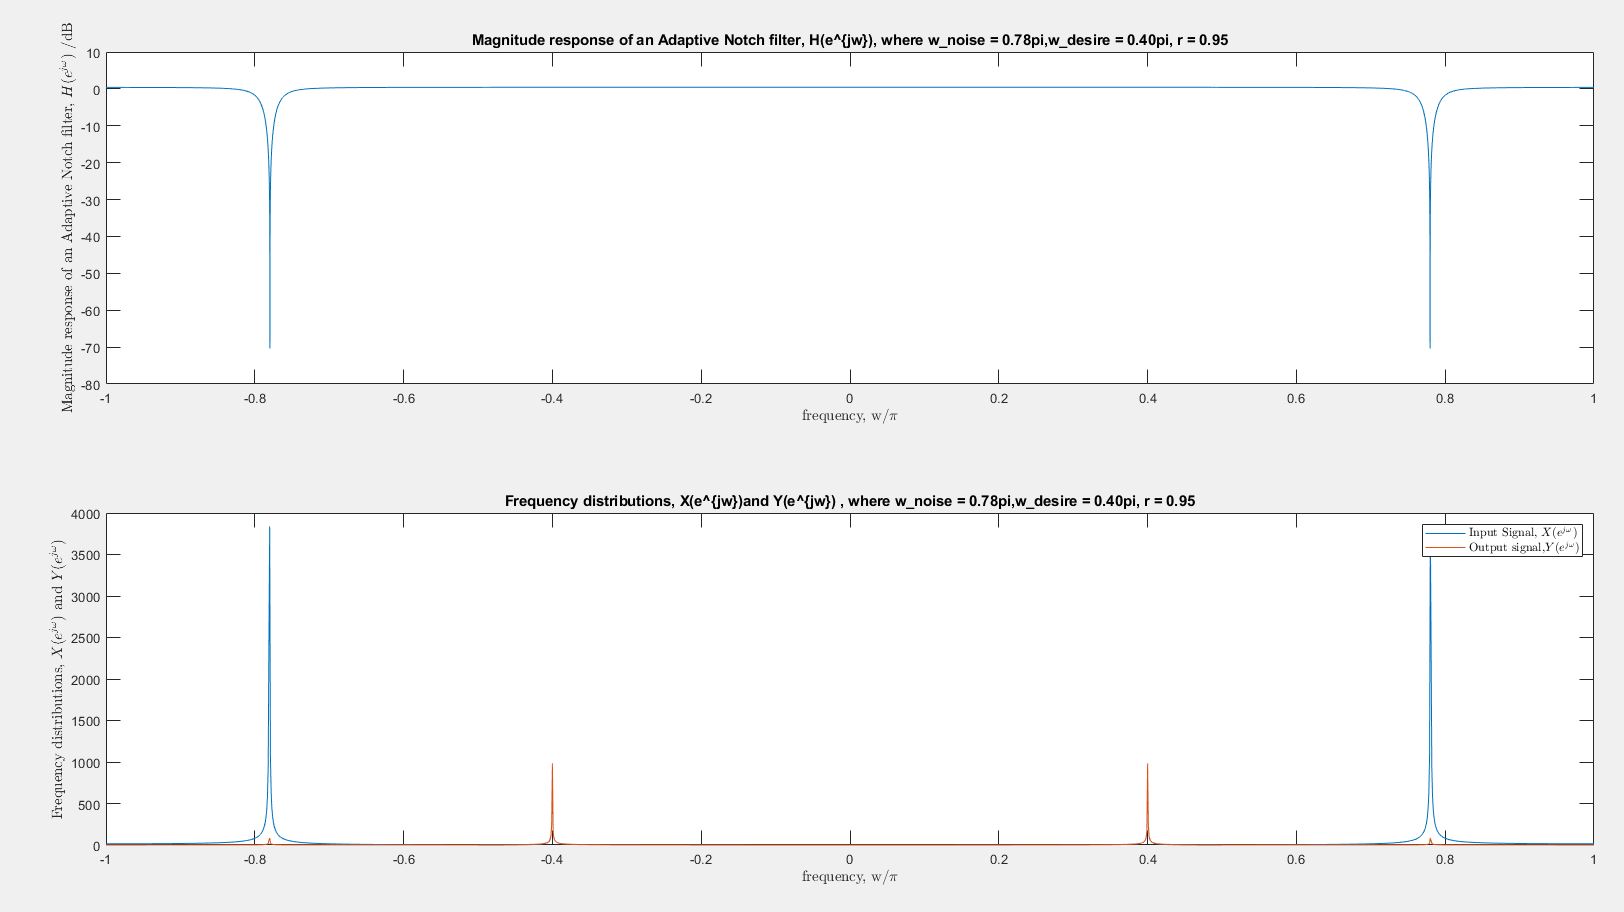 Magnitude response of an Adaptive Notch filter, H(e^{jw}), where w_noise = 0.78pi,w_desire = 0.40pi, r = 0.95
Magnitude response of an Adaptive Notch filter, H(e^{jω}) /dB
10
0
-10
-20
-30
-40
-50
-60
-70
-80
-1 -0.8 -0.6 -0.4 -0.2 0 0.2 0.4 0.6 0.8 1
frequency, w/π
Frequency distributions, X(e^{jw})and Y(e^{jw}) , where w_noise = 0.78pi,w_desire = 0.40pi, r = 0.95
Frequency distributions, X(e^{jω}) and Y(e^{jω})
4000
3500
3000
2500
2000
1500
1000
500
0
Input Signal, X(e^{jω})
Output signal,Y(e^{jω})
-1 -0.8 -0.6 -0.4 -0.2 0 0.2 0.4 0.6 0.8 1
frequency, w/π